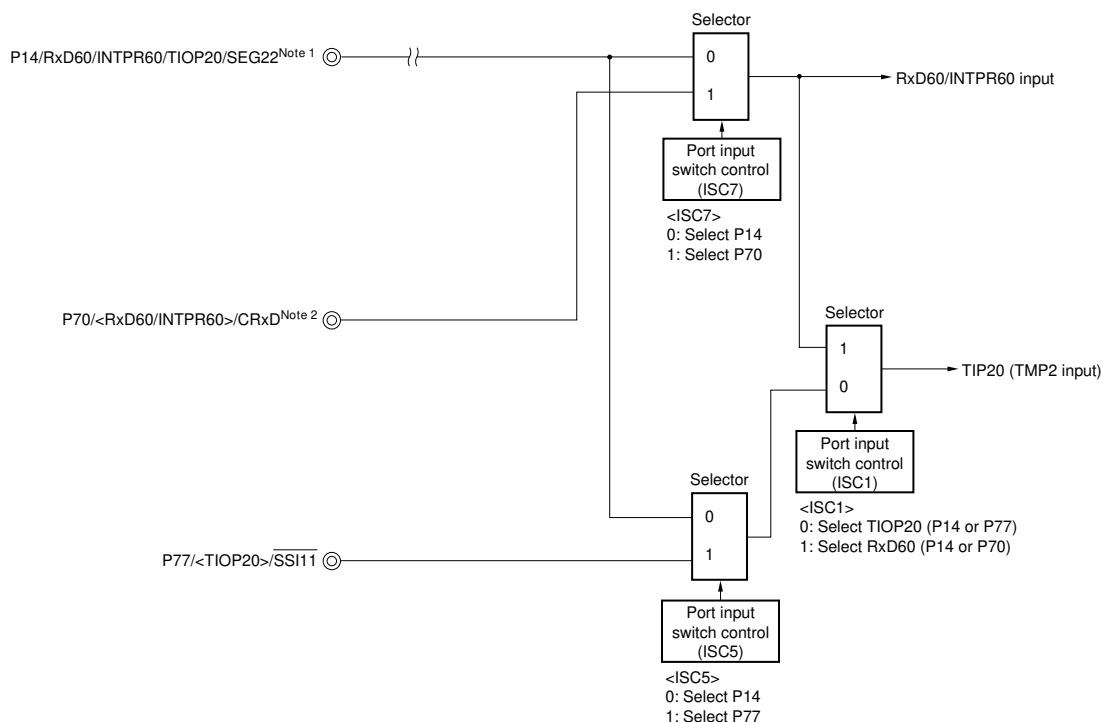 Selector
P14/RxD60/INTPR60/TIOP20/SEG22Note 1
0
1
RxD60/INTPR60 input
Port input
switch control
(ISC7)
<ISC7>
0: Select P14
1: Select P70
P70/<RxD60/INTPR60>/CRxDNote 2
Selector
1
0
TIP20 (TMP2 input)
Port input
switch control
(ISC1)
<ISC1>
0: Select TIOP20 (P14 or P77)
1: Select RxD60 (P14 or P70)
Selector
0
1
P77/<TIOP20>/SSI11
Port input
switch control
(ISC5)
<ISC5>
0: Select P14
1: Select P77